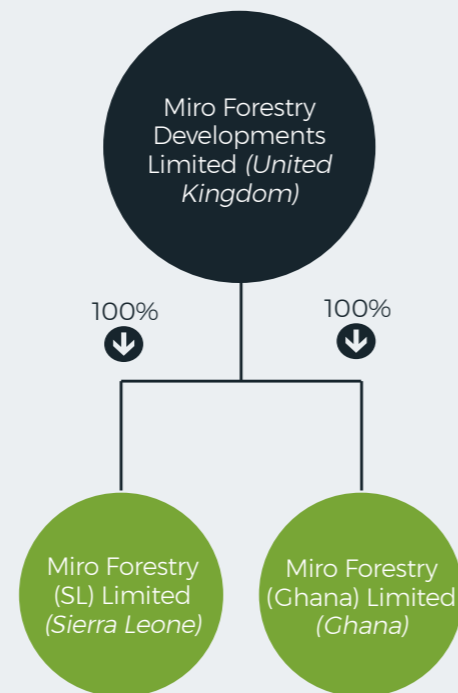 Miro Forestry
Developments
Limited (United
Kingdom)
100%
100%
Miro Forestry
(SL) Limited
(Sierra Leone)
Miro Forestry
(Ghana) Limited
(Ghana)